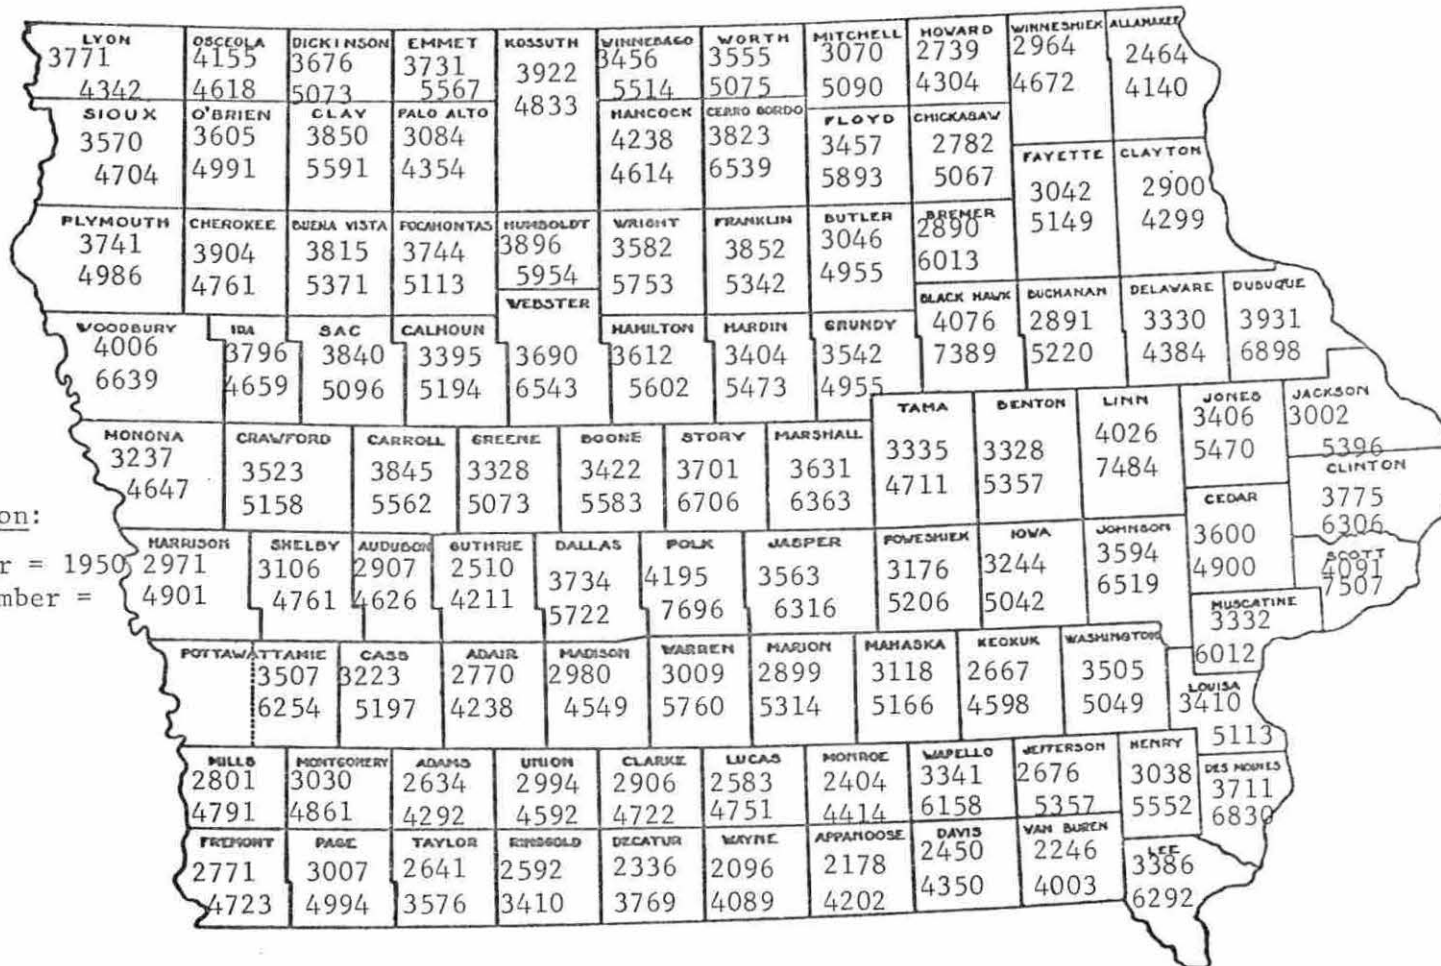 LYON OSCEOLA DICKINSON EMMET KOSSUTH WINNEBAGO WORTH MITCHELL HOWARD WINNESHIEK ALLAMAKEE
3771 4155 3676 3731 3922 3456 3555 3070 2739 2964 2464
4342 4618 5073 5567 4833 5514 5075 5090 4304 4672 4140
SIOUX O'BRIEN CLAY PALO ALTO HANCOCK CERRO GORDO FLOYD CHICKASAW FAYETTE CLAYTON
3570 3605 3850 3084 4238 3823 3457 2782 3042 2900
4704 4991 5591 4354 4614 6539 5893 5067 5149 4299
PLYMOUTH CHEROKEE BUENA VISTA POCAHONTAS HUMBOLDT WRIGHT FRANKLIN BUTLER BREMER
3741 3904 3815 3744 3896 3582 3852 3046 2890
4986 4761 5371 5113 5954 5753 5342 4955 6013
WOODBURY IDA SAC CALHOUN WEBSTER HAMILTON HARDIN GRUNDY BLACK HAWK BUCHANAN DELAWARE DUBUQUE
4006 3796 3840 3395 3690 3612 3404 3542 4076 2891 3330 3931
6639 4659 5096 5194 6543 5602 5473 4955 7389 5220 4384 6898
MONONA CRAWFORD CARROLL GREENE BOONE STORY MARSHALL TAMA BENTON LINN JONES JACKSON
3237 3523 3845 3328 3422 3701 3631 3335 3328 4026 3406 3002
4647 5158 5562 5073 5583 6706 6363 4711 5357 7484 5470 5396
CEDAR CLINTON
3600 3775
4900 6306
on:
r = 1950
mber =
HARRISON SHELBY AUDUBON GUTHRIE DALLAS POLK JASPER POWESHIEK IOWA JOHNSON SCOTT
2971 3106 2907 2510 3734 4195 3563 3176 3244 3594 4091
4901 4761 4626 4211 5722 7696 6316 5206 5042 6519 7507
MUSCATINE
3332
6012
POTTAWATTAMIE CASS ADAIR MADISON WARREN MARION MAHASKA KEOKUK WASHINGTON LOUISA
3507 3223 2770 2980 3009 2899 3118 2667 3505 3410
6254 5197 4238 4549 5760 5314 5166 4598 5049 5113
MILLS MONTGOMERY ADAMS UNION CLARKE LUCAS MONROE WAPELLO JEFFERSON HENRY DES MOINES
2801 3030 2634 2994 2906 2583 2404 3341 2676 3038 3711
4791 4861 4292 4592 4722 4751 4414 6158 5357 5552 6830
FREMONT PAGE TAYLOR RINGGOLD DECATUR WAYNE APPANOOSE DAVIS VAN BUREN LEE
2771 3007 2641 2592 2336 2096 2178 2450 2246 3386
4723 4994 3576 3410 3769 4089 4202 4350 4003 6292